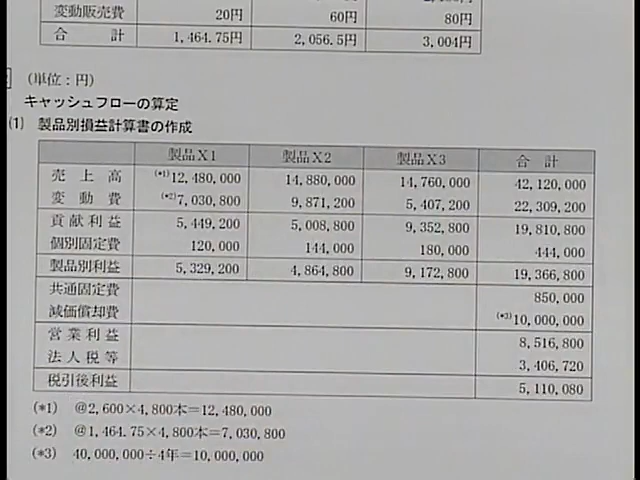 変動販売費 20円 60円 80円
合 計 1,464.75円 2,056.5円 3,004円
(単位：円)
キャッシュフローの算定
(1) 製品別損益計算書の作成
製品X1 製品X2 製品X3 合 計
売 上 高 (*1)12,480,000 14,880,000 14,760,000 42,120,000
変 動 費 (*2)7,030,800 9,871,200 5,407,200 22,309,200
貢献利益 5,449,200 5,008,800 9,352,800 19,810,800
個別固定費 120,000 144,000 180,000 444,000
製品別利益 5,329,200 4,864,800 9,172,800 19,366,800
共通固定費 850,000
減価償却費 (*3)10,000,000
営業利益 8,516,800
法人税等 3,406,720
税引後利益 5,110,080
(*1) @2,600×4,800本＝12,480,000
(*2) @1,464.75×4,800本＝7,030,800
(*3) 40,000,000÷4年＝10,000,000